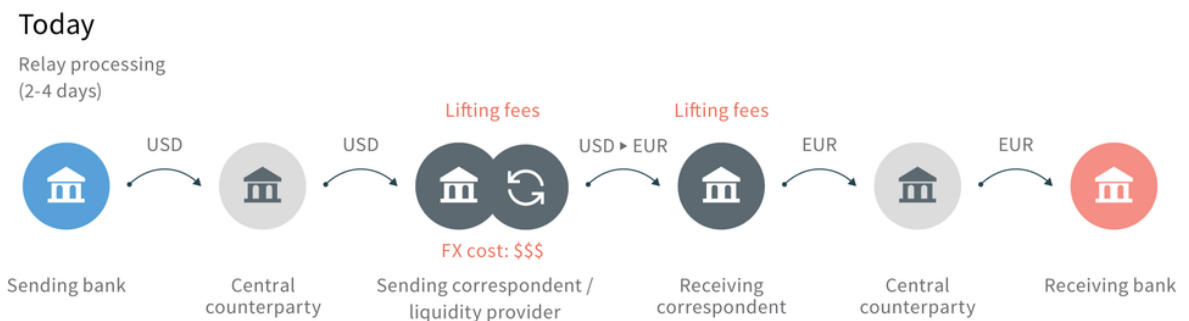 Today
Relay processing
(2-4 days)
Lifting fees
Lifting fees
USD
USD
USD ▸ EUR
EUR
EUR
FX cost: $$$
Sending bank
Central
counterparty
Sending correspondent /
liquidity provider
Receiving
correspondent
Central
counterparty
Receiving bank